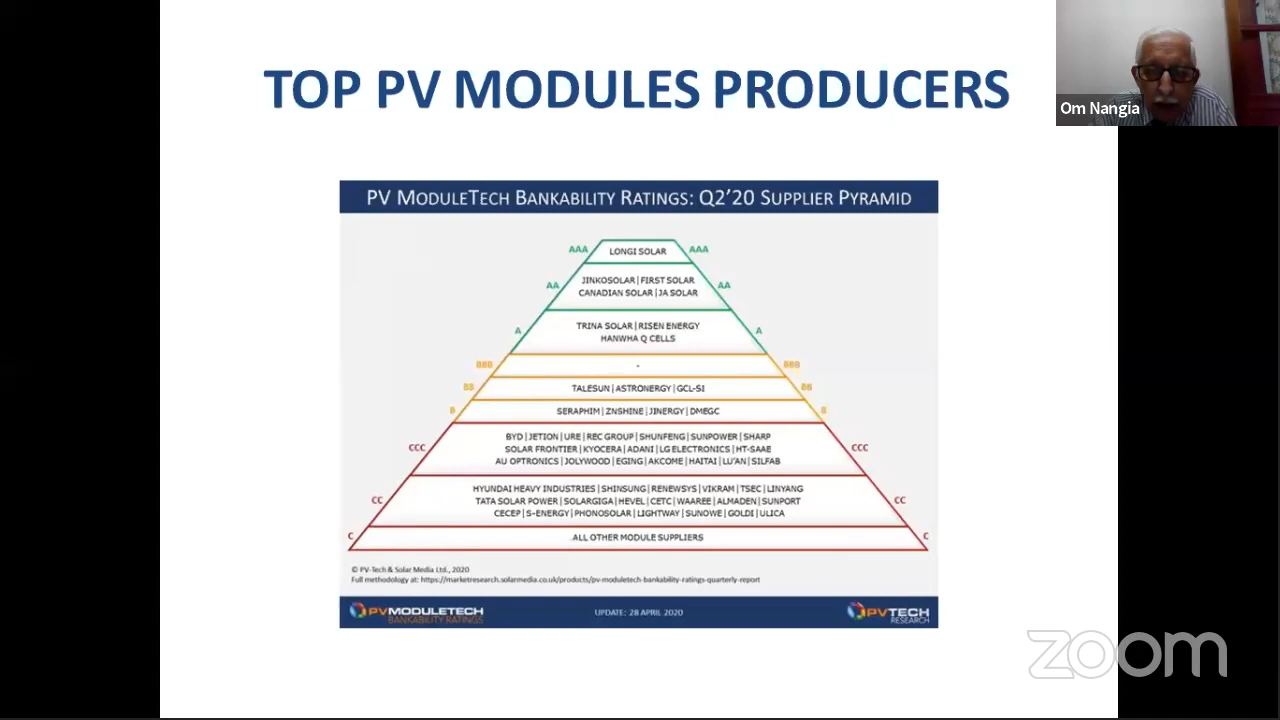 TOP PV MODULES PRODUCERS
Om Nangia
PV MODULETECH BANKABILITY RATINGS: Q2'20 SUPPLIER PYRAMID
AAA LONGI SOLAR AAA
JINKOSOLAR | FIRST SOLAR
AA CANADIAN SOLAR | JA SOLAR AA
TRINA SOLAR | RISEN ENERGY
A HANWHA Q CELLS A
BBB - BBB
BB TALESUN | ASTRONERGY | GCL-SI BB
B SERAPHIM | ZNSHINE | JINERGY | DMEGC B
BYD | JETION | URE | REC GROUP | SHUNFENG | SUNPOWER | SHARP
CCC SOLAR FRONTIER | KYOCERA | ADANI | LG ELECTRONICS | HT-SAAE CCC
AU OPTRONICS | JOLYWOOD | EGING | AKCOME | HAITAI | LU'AN | SILFAB
HYUNDAI HEAVY INDUSTRIES | SHINSUNG | RENEWSYS | VIKRAM | TSEC | LINYANG
CC TATA SOLAR POWER | SOLARGIGA | HEVEL | CETC | WAAREE | ALMADEN | SUNPORT CC
CECEP | S-ENERGY | PHONOSOLAR | LIGHTWAY | SUNOWE | GOLDI | ULICA
C ALL OTHER MODULE SUPPLIERS C
© PV-Tech & Solar Media Ltd., 2020
Full methodology at: https://marketresearch.solarmedia.co.uk/products/pv-moduletech-bankability-ratings-quarterly-report
PVMODULETECH
BANKABILITY RATINGS
UPDATE: 28 APRIL 2020
PVTECH
RESEARCH
zoom